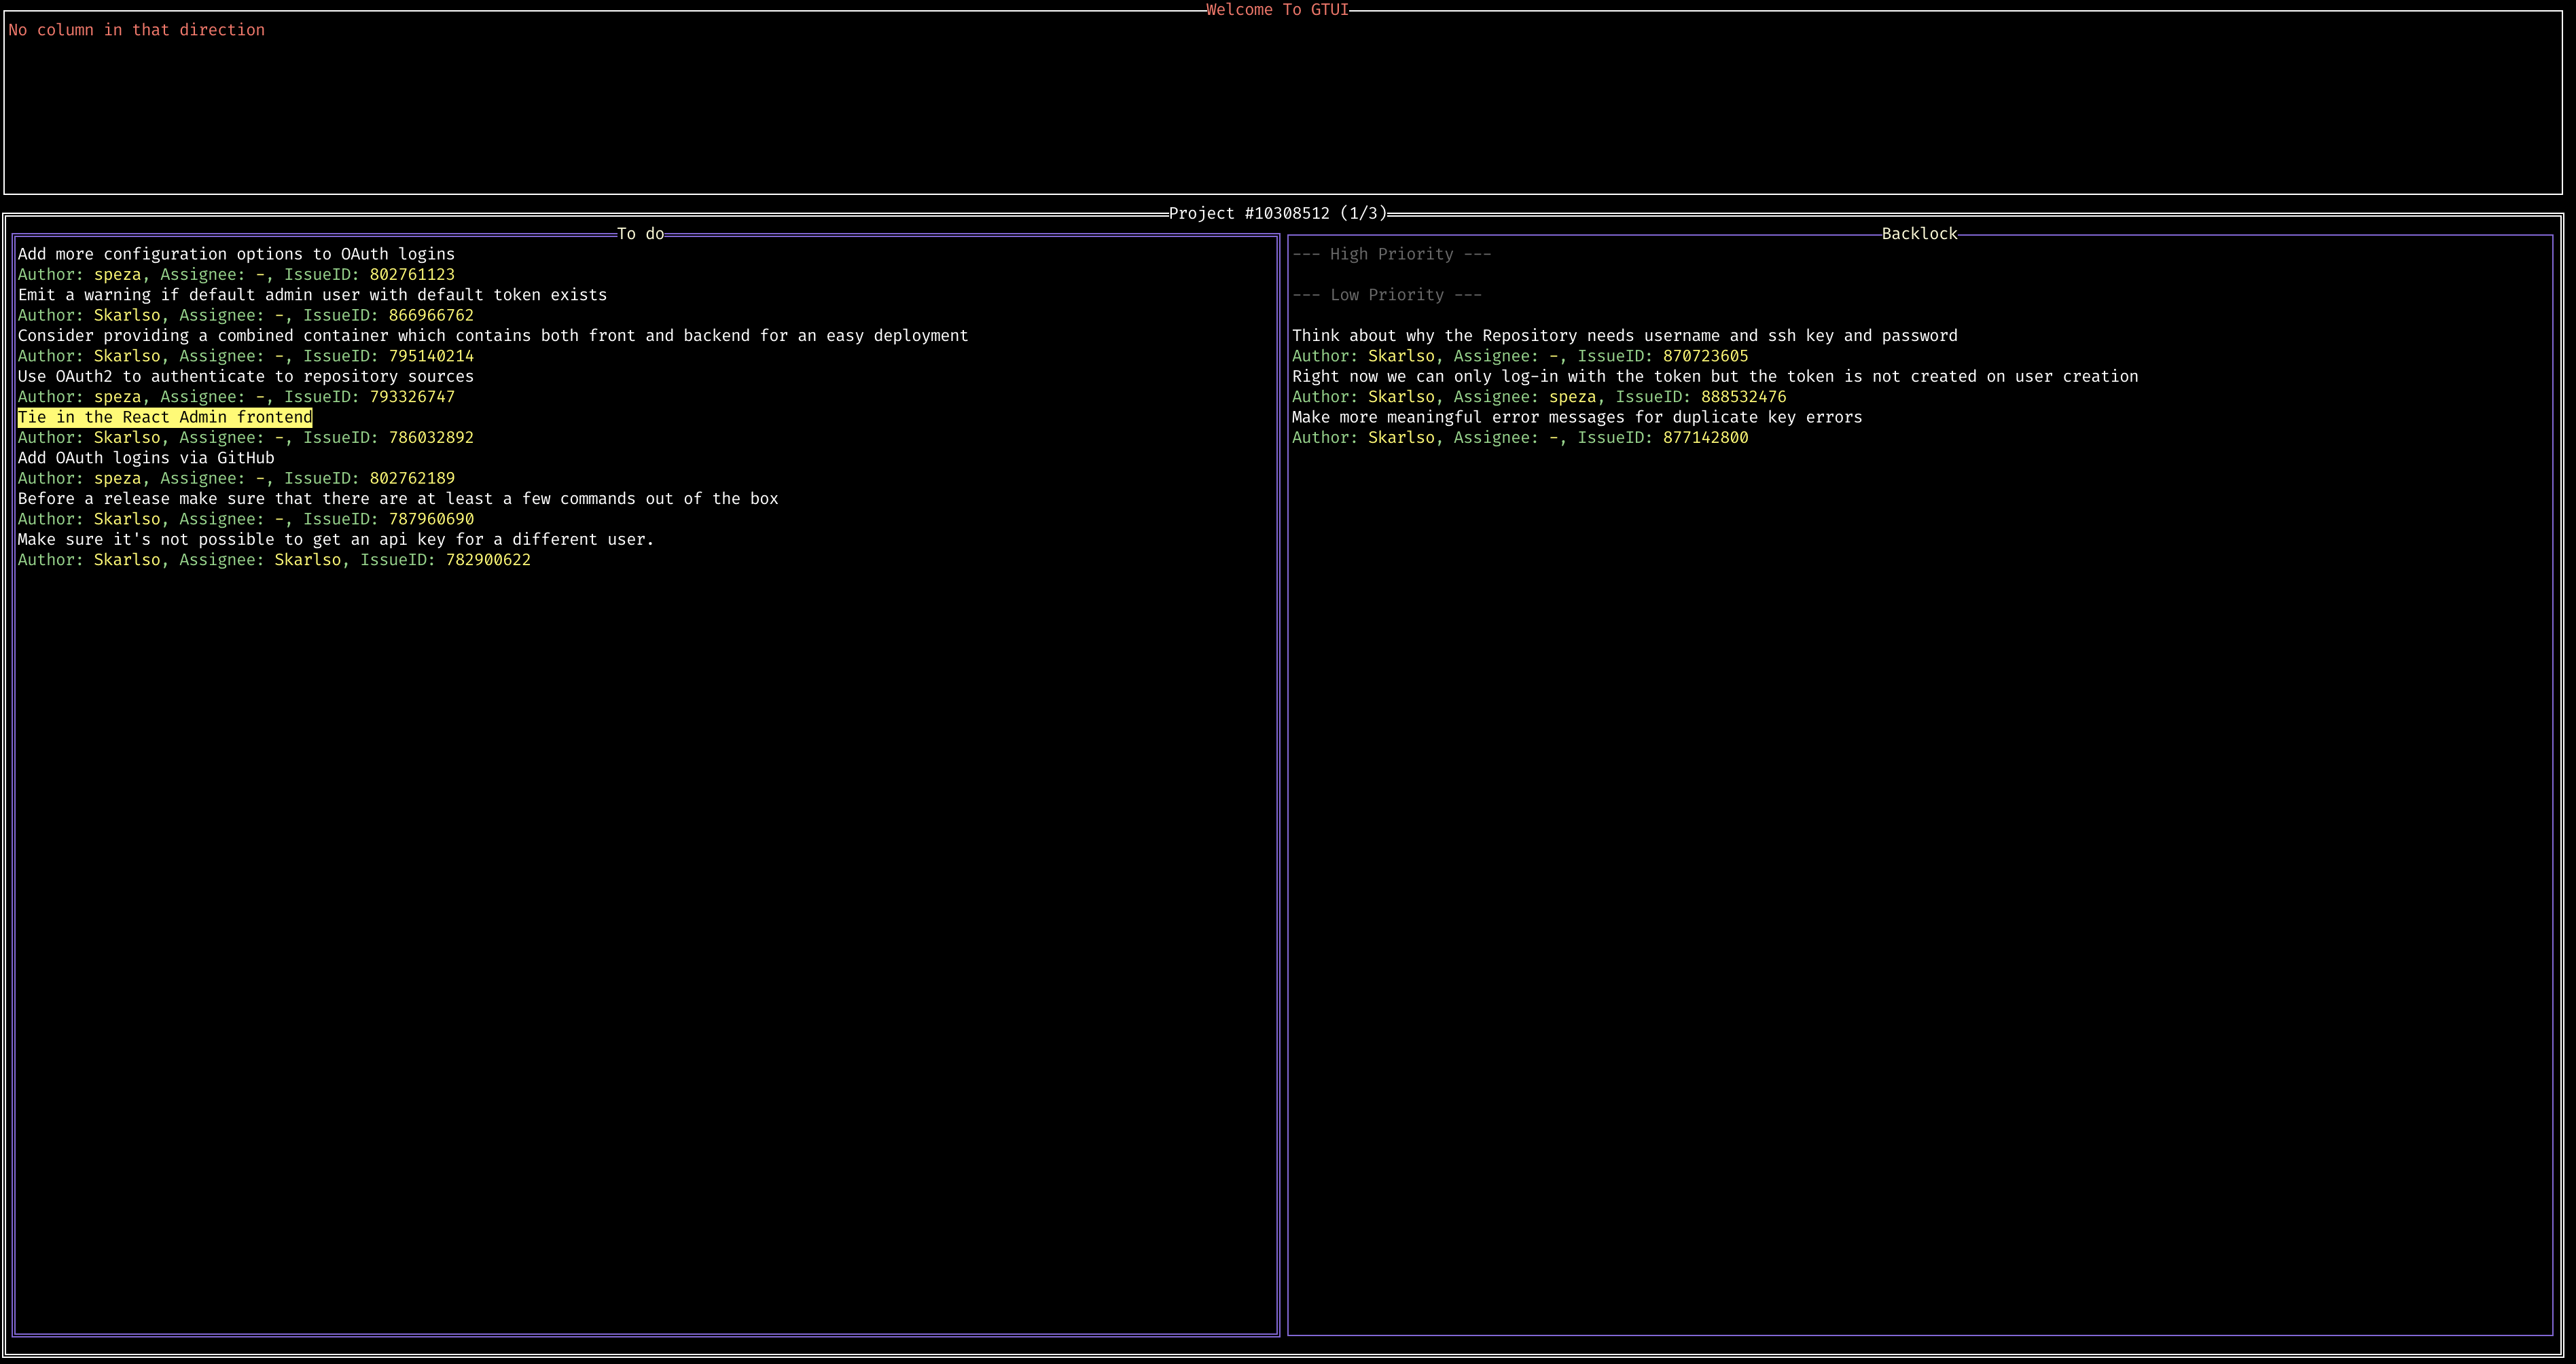 Welcome To GTUI
No column in that direction
Project #10308512 (1/3)
To do
Add more configuration options to OAuth logins
Author: speza, Assignee: -, IssueID: 802761123
Emit a warning if default admin user with default token exists
Author: Skarlso, Assignee: -, IssueID: 866966762
Consider providing a combined container which contains both front and backend for an easy deployment
Author: Skarlso, Assignee: -, IssueID: 795140214
Use OAuth2 to authenticate to repository sources
Author: speza, Assignee: -, IssueID: 793326747
Tie in the React Admin frontend
Author: Skarlso, Assignee: -, IssueID: 786032892
Add OAuth logins via GitHub
Author: speza, Assignee: -, IssueID: 802762189
Before a release make sure that there are at least a few commands out of the box
Author: Skarlso, Assignee: -, IssueID: 787960690
Make sure it's not possible to get an api key for a different user.
Author: Skarlso, Assignee: Skarlso, IssueID: 782900622
Backlock
--- High Priority ---
--- Low Priority ---
Think about why the Repository needs username and ssh key and password
Author: Skarlso, Assignee: -, IssueID: 870723605
Right now we can only log-in with the token but the token is not created on user creation
Author: Skarlso, Assignee: speza, IssueID: 888532476
Make more meaningful error messages for duplicate key errors
Author: Skarlso, Assignee: -, IssueID: 877142800